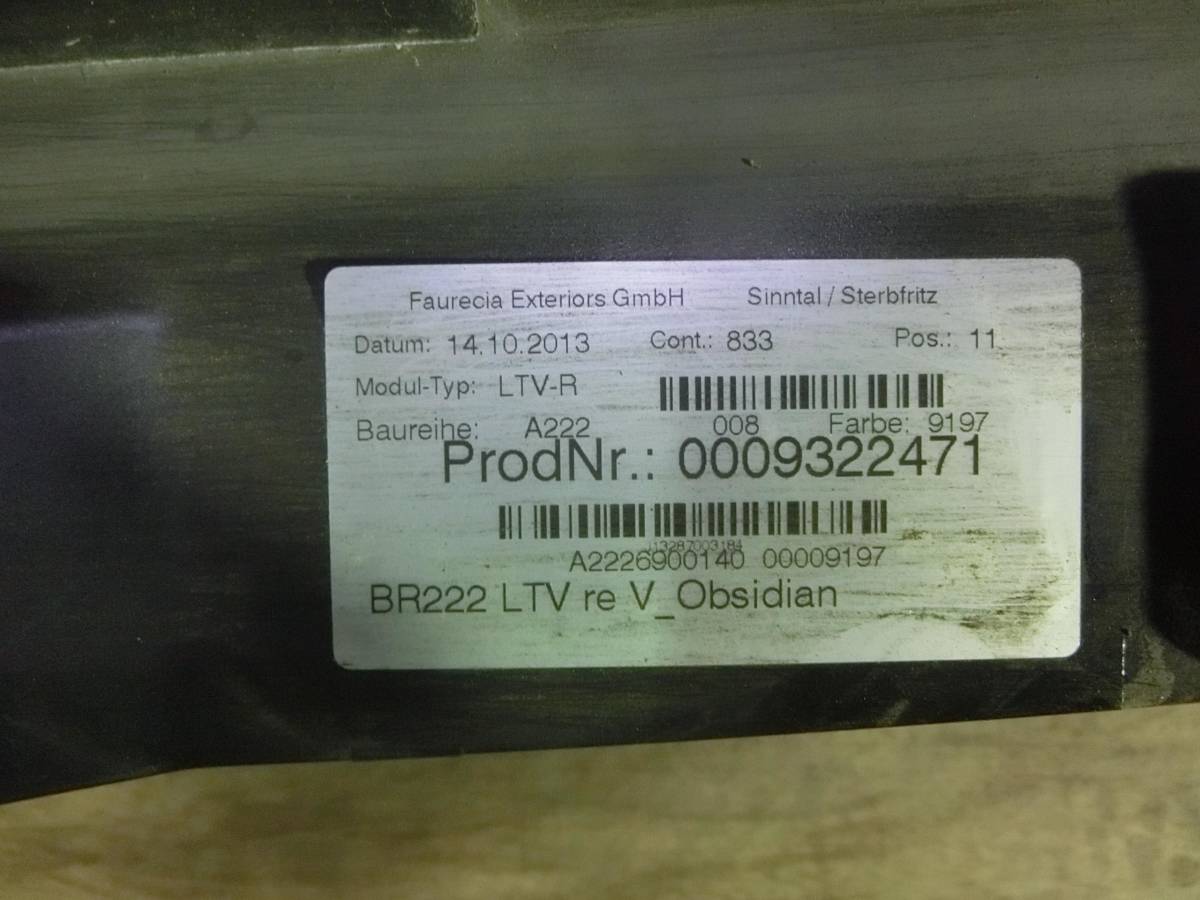 Faurecia Exteriors GmbH Sinntal / Sterbfritz
Datum: 14.10.2013 Cont.: 833 Pos.: 11
Modul-Typ: LTV-R
Baureihe: A222 008 Farbe: 9197
ProdNr.: 0009322471
A2226900140 00009197
BR222 LTV re V_Obsidian